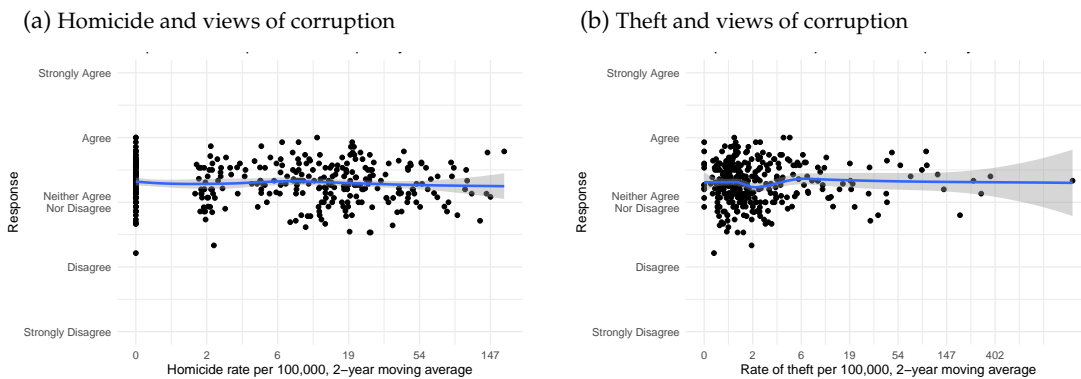 (a) Homicide and views of corruption
Strongly Agree
Agree
Neither Agree
Nor Disagree
Disagree
Strongly Disagree
Response
0 2 6 19 54 147
Homicide rate per 100,000, 2−year moving average
(b) Theft and views of corruption
Strongly Agree
Agree
Neither Agree
Nor Disagree
Disagree
Strongly Disagree
Response
0 2 6 19 54 147 402
Rate of theft per 100,000, 2−year moving average